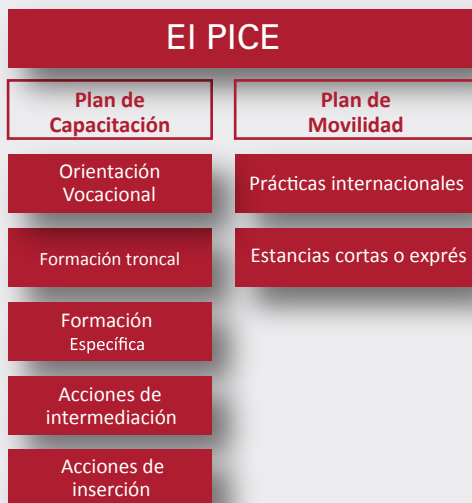 El PICE
Plan de
Capacitación
Orientación
Vocacional
Formación troncal
Formación
Específica
Acciones de
intermediación
Acciones de
inserción
Plan de
Movilidad
Prácticas internacionales
Estancias cortas o exprés